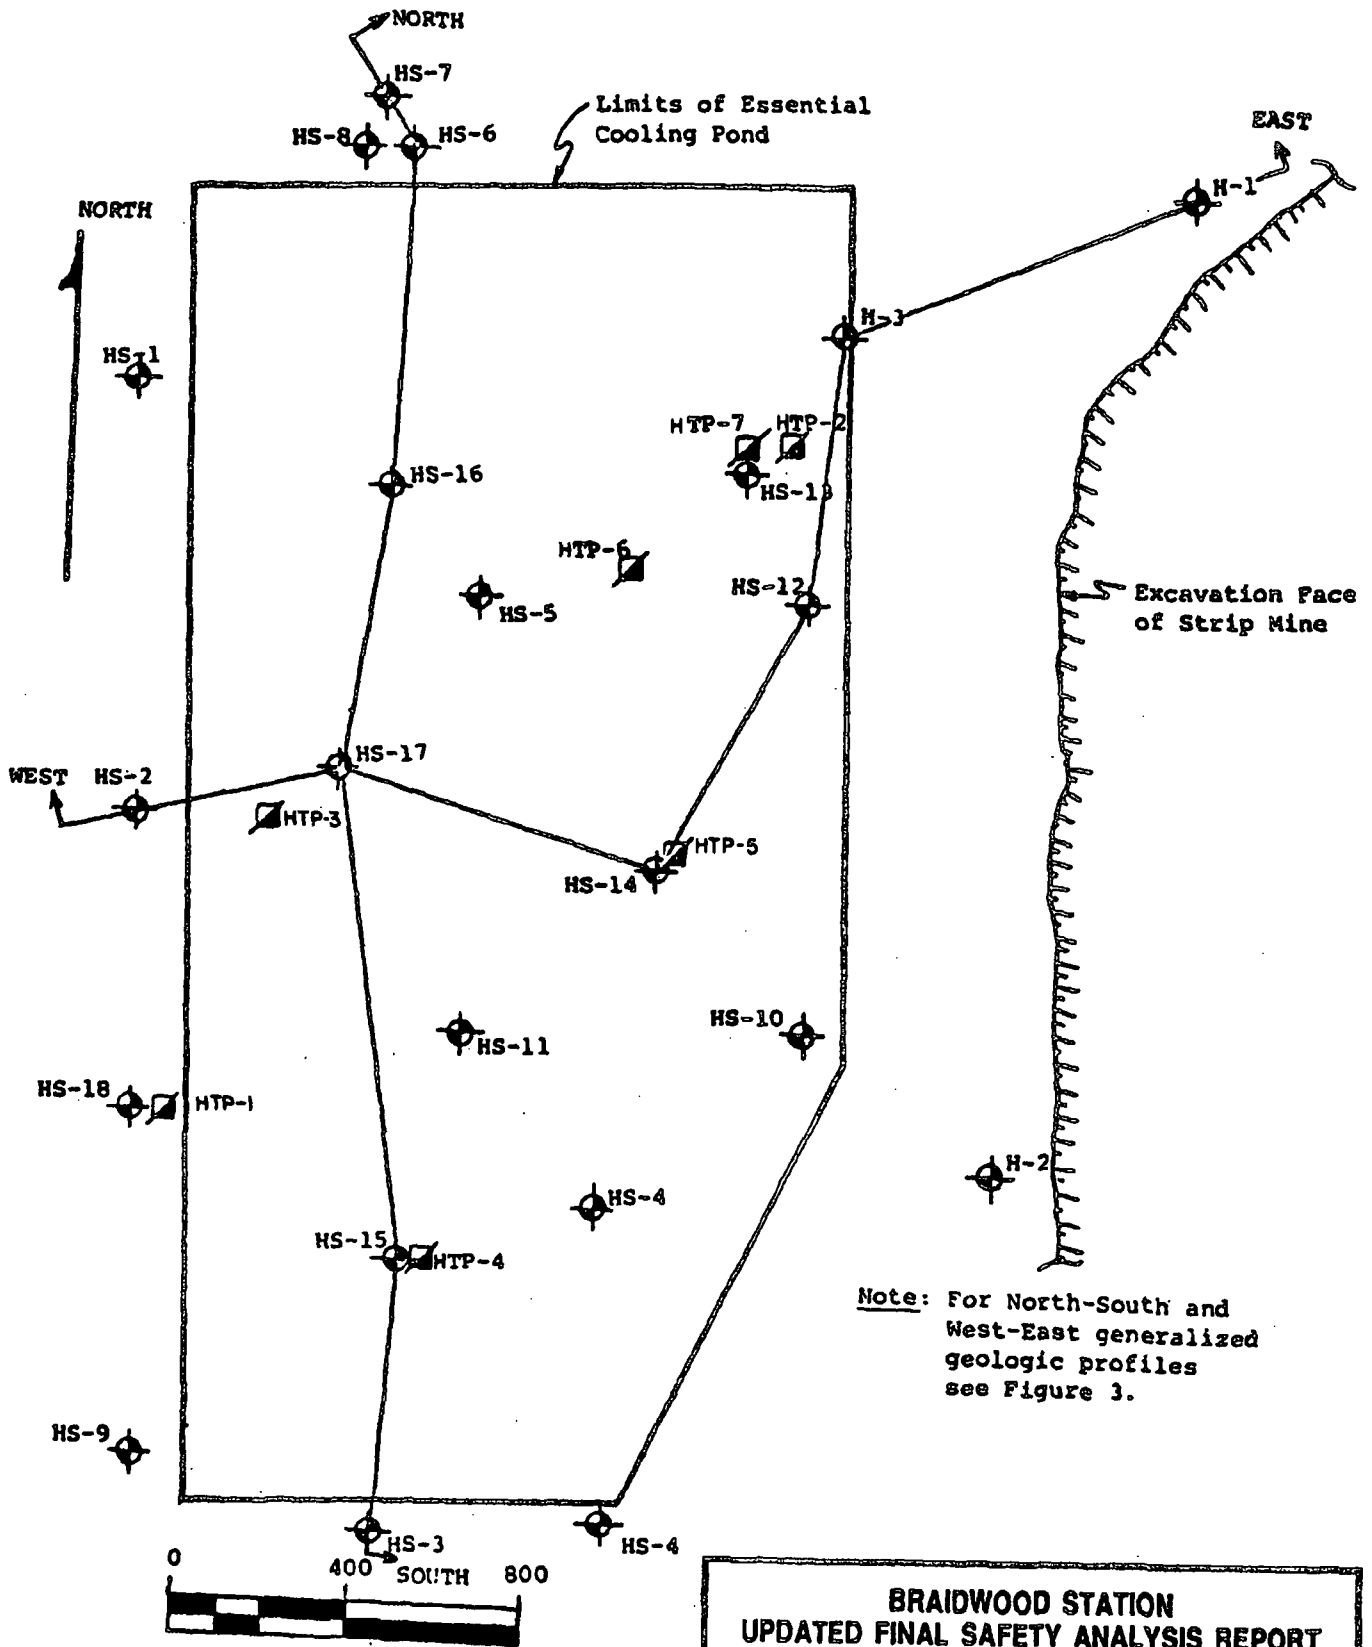 NORTH
HS-7
HS-8
HS-6
Limits of Essential
Cooling Pond
EAST
H-1
NORTH
H-3
HS-1
HTP-7
HTP-2
HS-16
HS-13
HTP-6
HS-5
HS-12
Excavation Face
of Strip Mine
HS-17
WEST
HS-2
HTP-3
HTP-5
HS-14
HS-11
HS-10
HS-18
HTP-1
H-2
HS-4
HS-15
HTP-4
Note: For North-South and
West-East generalized
geologic profiles
see Figure 3.
HS-9
HS-3
HS-4
SOUTH
0
400
800
BRAIDWOOD STATION
UPDATED FINAL SAFETY ANALYSIS REPORT